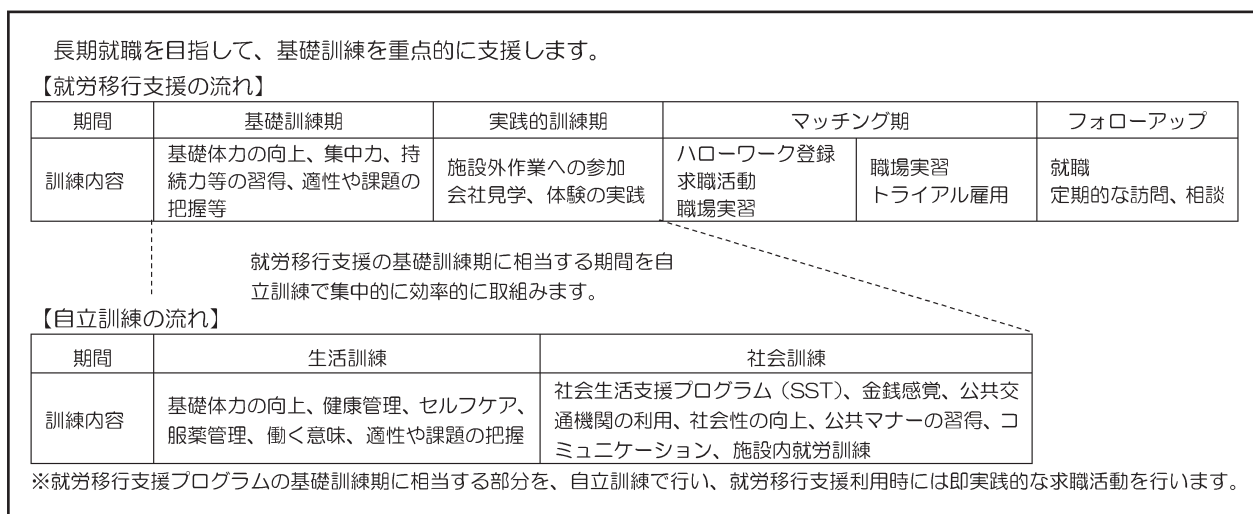 長期就職を目指して、基礎訓練を重点的に支援します。
【就労移行支援の流れ】
期間 基礎訓練期 実践的訓練期 マッチング期 フォローアップ
訓練内容
基礎体力の向上、集中力、持
続力等の習得、適性や課題の
把握等
施設外作業への参加
会社見学、体験の実践
ハローワーク登録
求職活動
職場実習
職場実習
トライアル雇用
就職
定期的な訪問、相談
就労移行支援の基礎訓練期に相当する期間を自
立訓練で集中的に効率的に取組みます。
【自立訓練の流れ】
期間 生活訓練 社会訓練
訓練内容
基礎体力の向上、健康管理、セルフケア、
服薬管理、働く意味、適性や課題の把握
社会生活支援プログラム（SST）、金銭感覚、公共交
通機関の利用、社会性の向上、公共マナーの習得、コ
ミュニケーション、施設内就労訓練
※就労移行支援プログラムの基礎訓練期に相当する部分を、自立訓練で行い、就労移行支援利用時には即実践的な求職活動を行います。